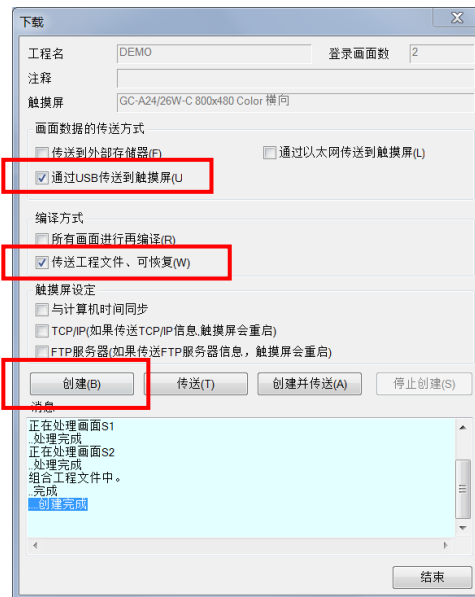 下载
工程名 DEMO 登录画面数 2
注释
触摸屏 GC-A24/26W-C 800x480 Color 横向
画面数据的传送方式
传送到外部存储器(F) 通过以太网传送到触摸屏(L)
通过USB传送到触摸屏(U
编译方式
所有画面进行再编译(R)
传送工程文件、可恢复(W)
触摸屏设定
与计算机时间同步
TCP/IP(如果传送TCP/IP信息,触摸屏会重启)
FTP服务器(如果传送FTP服务器信息，触摸屏会重启)
创建(B) 传送(T) 创建并传送(A) 停止创建(S)
消息
正在处理画面S1
..处理完成
正在处理画面S2
..处理完成
组合工程文件中。
..完成
....创建完成
结束